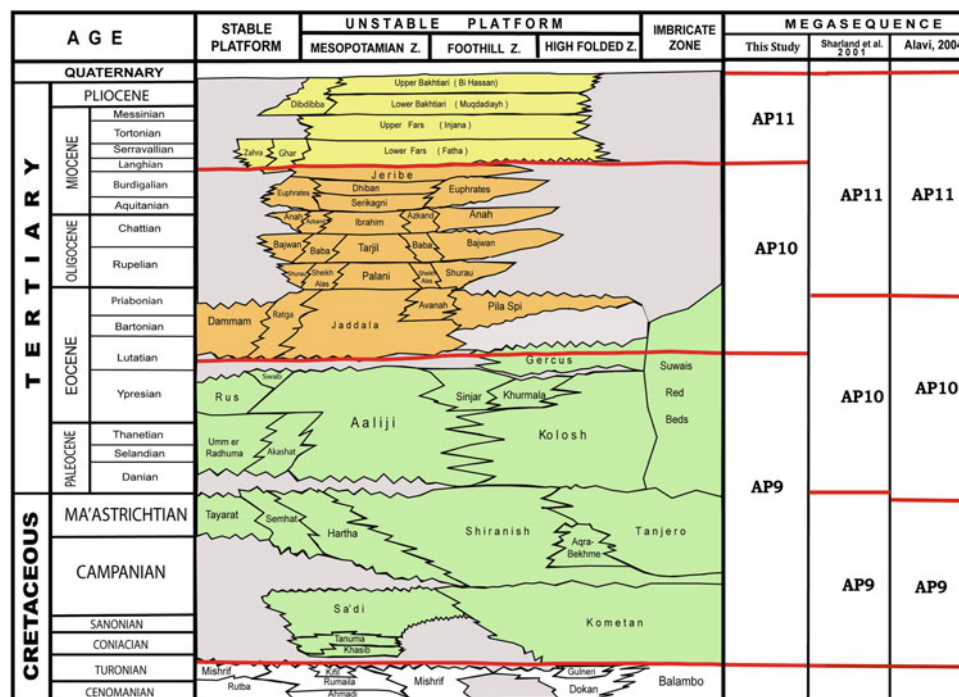 AGE
STABLE PLATFORM
UNSTABLE PLATFORM
MESOPOTAMIAN Z.
FOOTHILL Z.
HIGH FOLDED Z.
IMBRICATE ZONE
MEGASEQUENCE
This Study
Sharland et al. 2001
Alavi, 2004
QUATERNARY
TERTIARY
PLIOCENE
MIOCENE
Messinian
Tortonian
Serravallian
Langhian
Burdigalian
Aquitanian
OLIGOCENE
Chattian
Rupelian
EOCENE
Priabonian
Bartonian
Lutatian
Ypresian
PALEOCENE
Thanetian
Selandian
Danian
CRETACEOUS
MA'ASTRICHTIAN
CAMPANIAN
SANONIAN
CONIACIAN
TURONIAN
CENOMANIAN
Upper Bakhtiari ( Bi Hassan)
Dibdibba
Lower Bakhtiari ( Muqdadiayh )
Upper Fars ( Injana)
Zahra
Ghar
Lower Fars ( Fatha)
Jeribe
Euphrates
Dhiban
Euphrates
Serikagni
Anah
Azkand
Ibrahim
Azkand
Anah
Bajwan
Baba
Tarjil
Baba
Bajwan
Shurau
Sheikh Alas
Palani
Sheikh Alas
Shurau
Dammam
Ratga
Jaddala
Avanah
Pila Spi
Gercus
Suwais Red Beds
Rus
Swab
Aaliji
Sinjar
Khurmala
Umm er Radhuma
Akashat
Kolosh
Tayarat
Semhat
Hartha
Shiranish
Aqra-Bekhme
Tanjero
Sa'di
Tanuma
Khasib
Kometan
Mishrif
Rutba
Kifil
Rumaila
Ahmadi
Mishrif
Gulneri
Dokan
Balambo
AP11
AP10
AP9
AP11
AP10
AP9
AP11
AP10
AP9